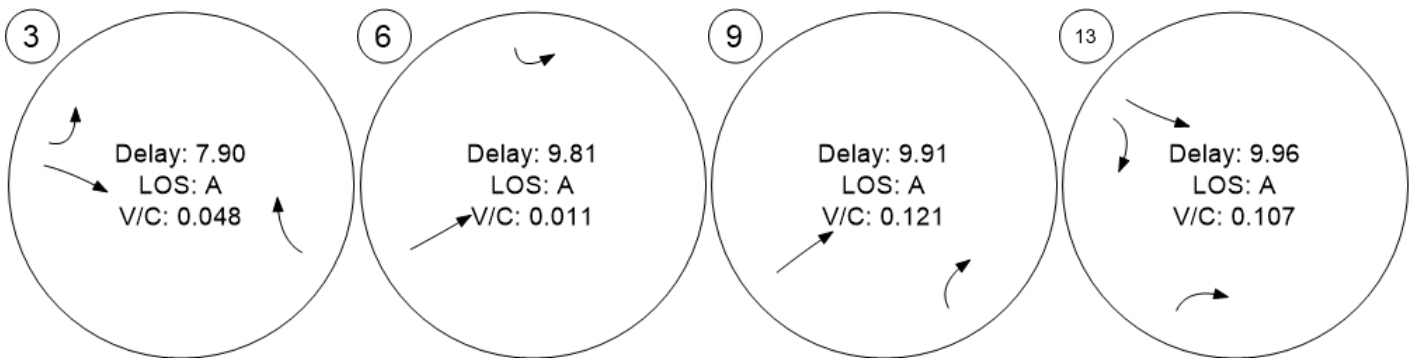 3
Delay: 7.90
LOS: A
V/C: 0.048
6
Delay: 9.81
LOS: A
V/C: 0.011
9
Delay: 9.91
LOS: A
V/C: 0.121
13
Delay: 9.96
LOS: A
V/C: 0.107